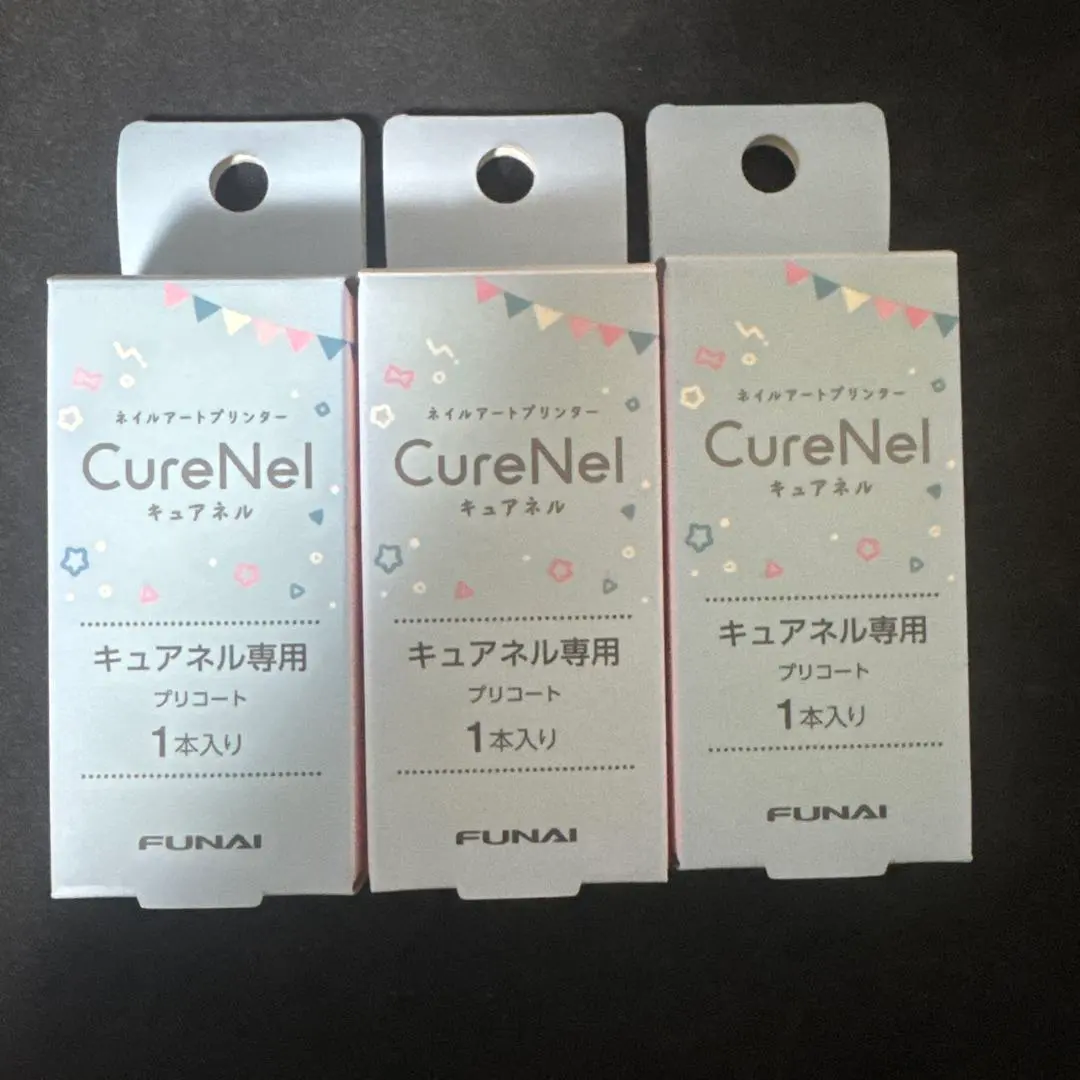 ネイルアートプリンター
CureNel
キュアネル
キュアネル専用
プリコート
1本入り
FUNAI
ネイルアートプリンター
CureNel
キュアネル
キュアネル専用
プリコート
1本入り
FUNAI
ネイルアートプリンター
CureNel
キュアネル
キュアネル専用
プリコート
1本入り
FUNAI